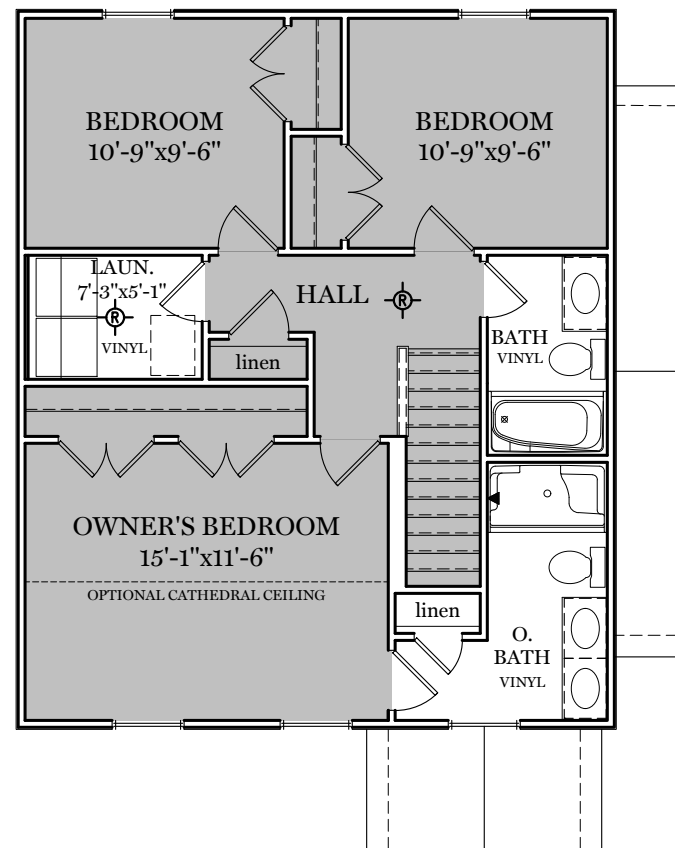 BEDROOM
10'-9"x9'-6"
BEDROOM
10'-9"x9'-6"
LAUN.
7'-3"x5'-1"
R
VINYL
HALL
R
linen
BATH
VINYL
OWNER'S BEDROOM
15'-1"x11'-6"
OPTIONAL CATHEDRAL CEILING
linen
O.
BATH
VINYL